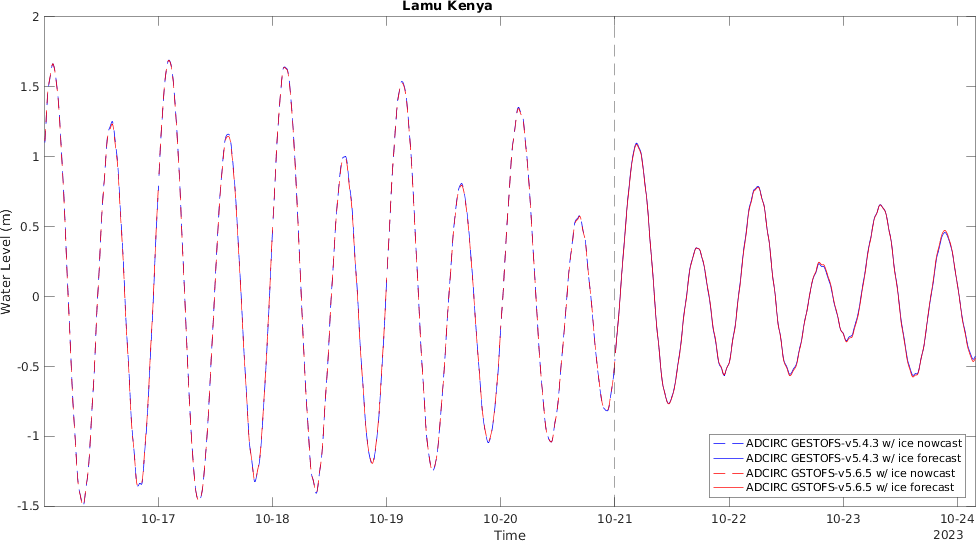 Lamu Kenya
2
1.5
1
0.5
0
-0.5
-1
-1.5
Water Level (m)
10-17
10-18
10-19
10-20
10-21
10-22
10-23
10-24
Time
2023
ADCIRC GESTOFS-v5.4.3 w/ ice nowcast
ADCIRC GESTOFS-v5.4.3 w/ ice forecast
ADCIRC GSTOFS-v5.6.5 w/ ice nowcast
ADCIRC GSTOFS-v5.6.5 w/ ice forecast